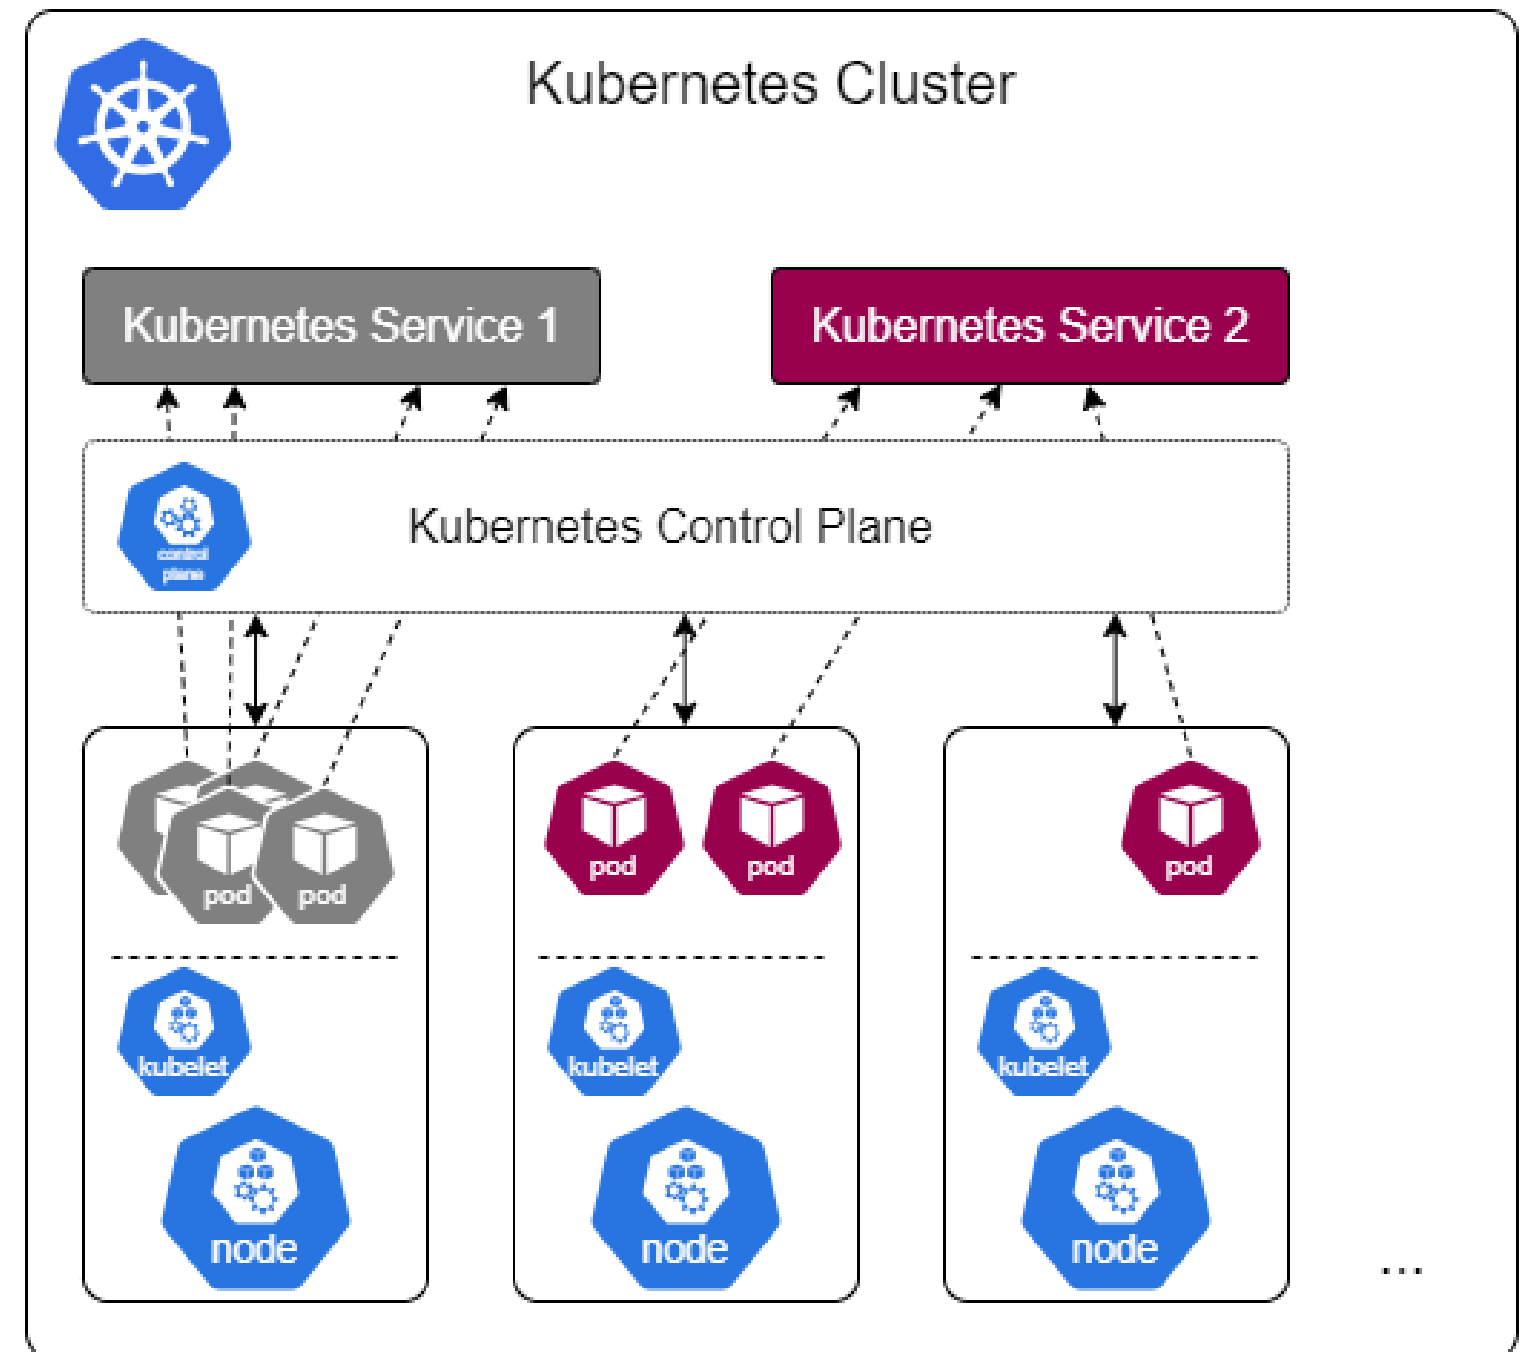 Kubernetes Cluster
Kubernetes Service 1
Kubernetes Service 2
control
plane
Kubernetes Control Plane
pod
pod
pod
pod
pod
kubelet
kubelet
kubelet
node
node
node
...